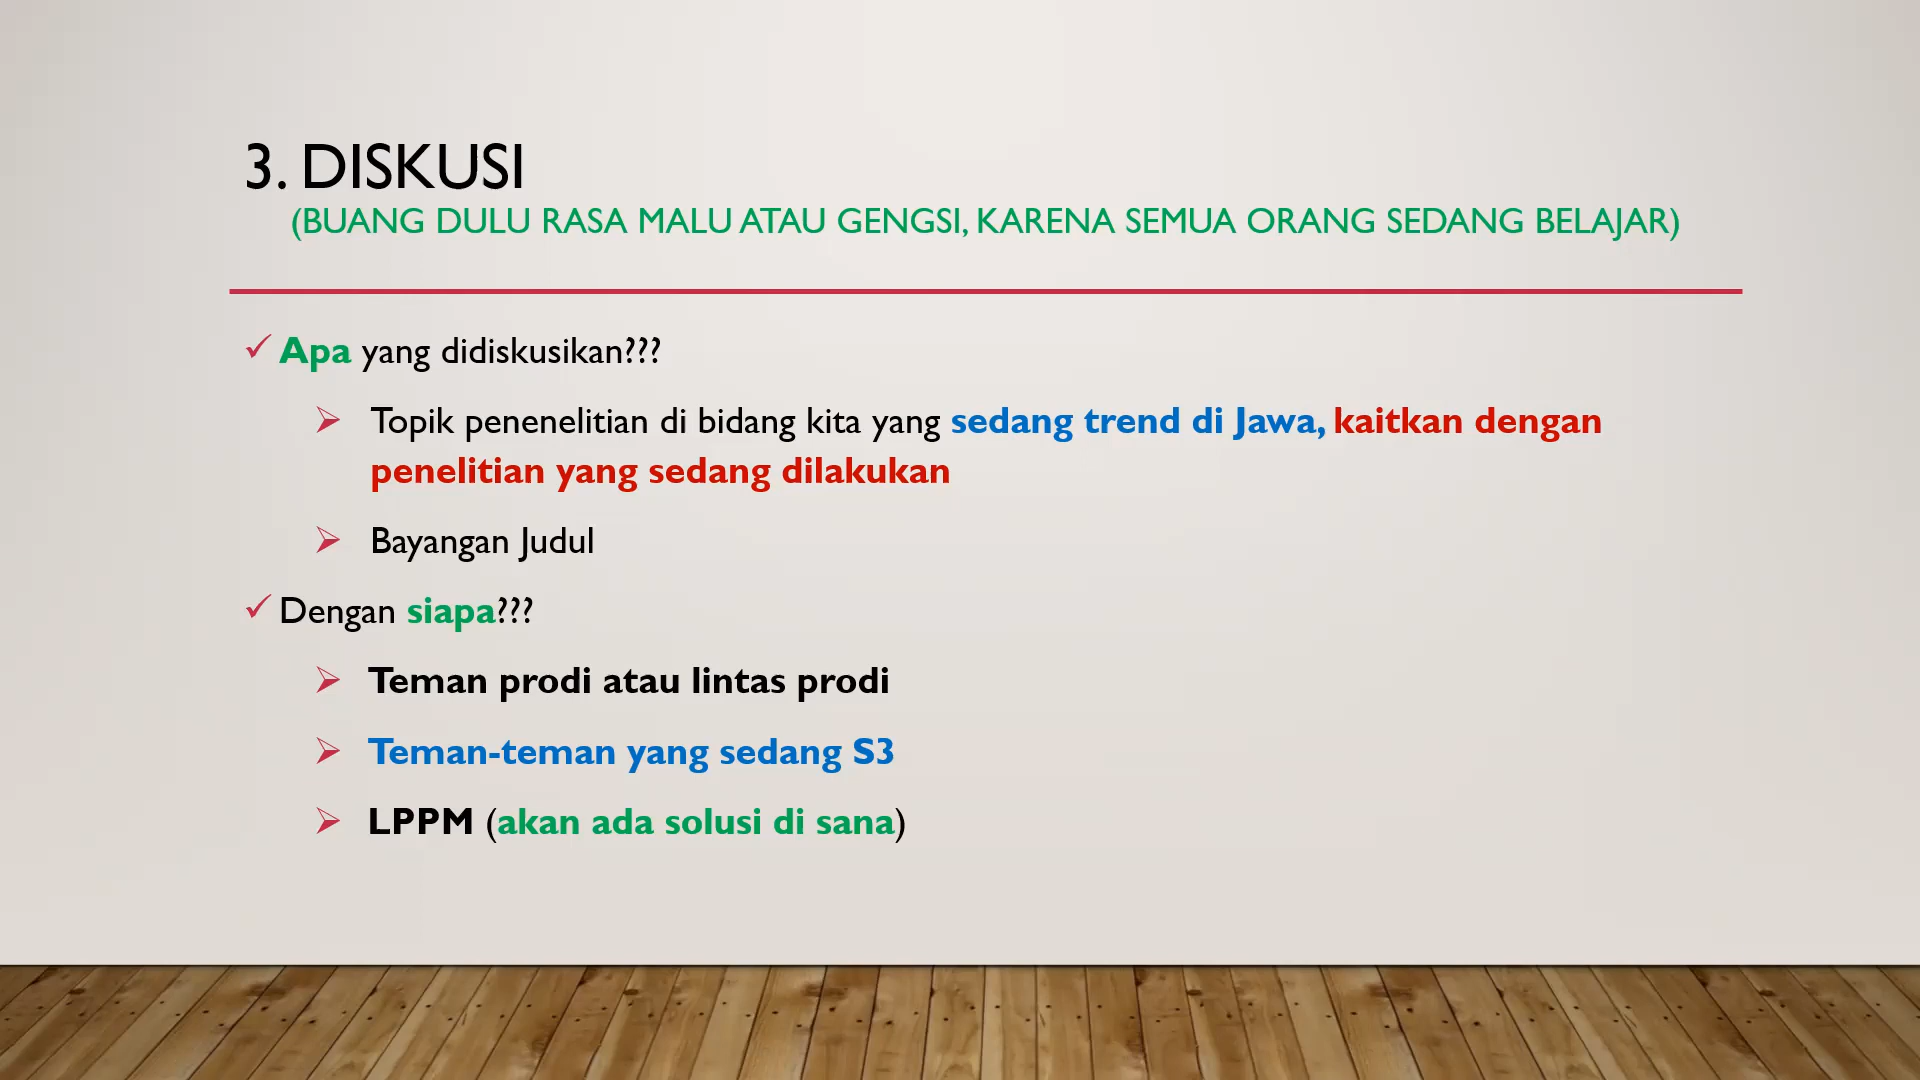 3. DISKUSI
(BUANG DULU RASA MALU ATAU GENGSI, KARENA SEMUA ORANG SEDANG BELAJAR)
✓ Apa yang didiskusikan???
➢ Topik penenelitian di bidang kita yang sedang trend di Jawa, kaitkan dengan
penelitian yang sedang dilakukan
➢ Bayangan Judul
✓ Dengan siapa???
➢ Teman prodi atau lintas prodi
➢ Teman-teman yang sedang S3
➢ LPPM (akan ada solusi di sana)